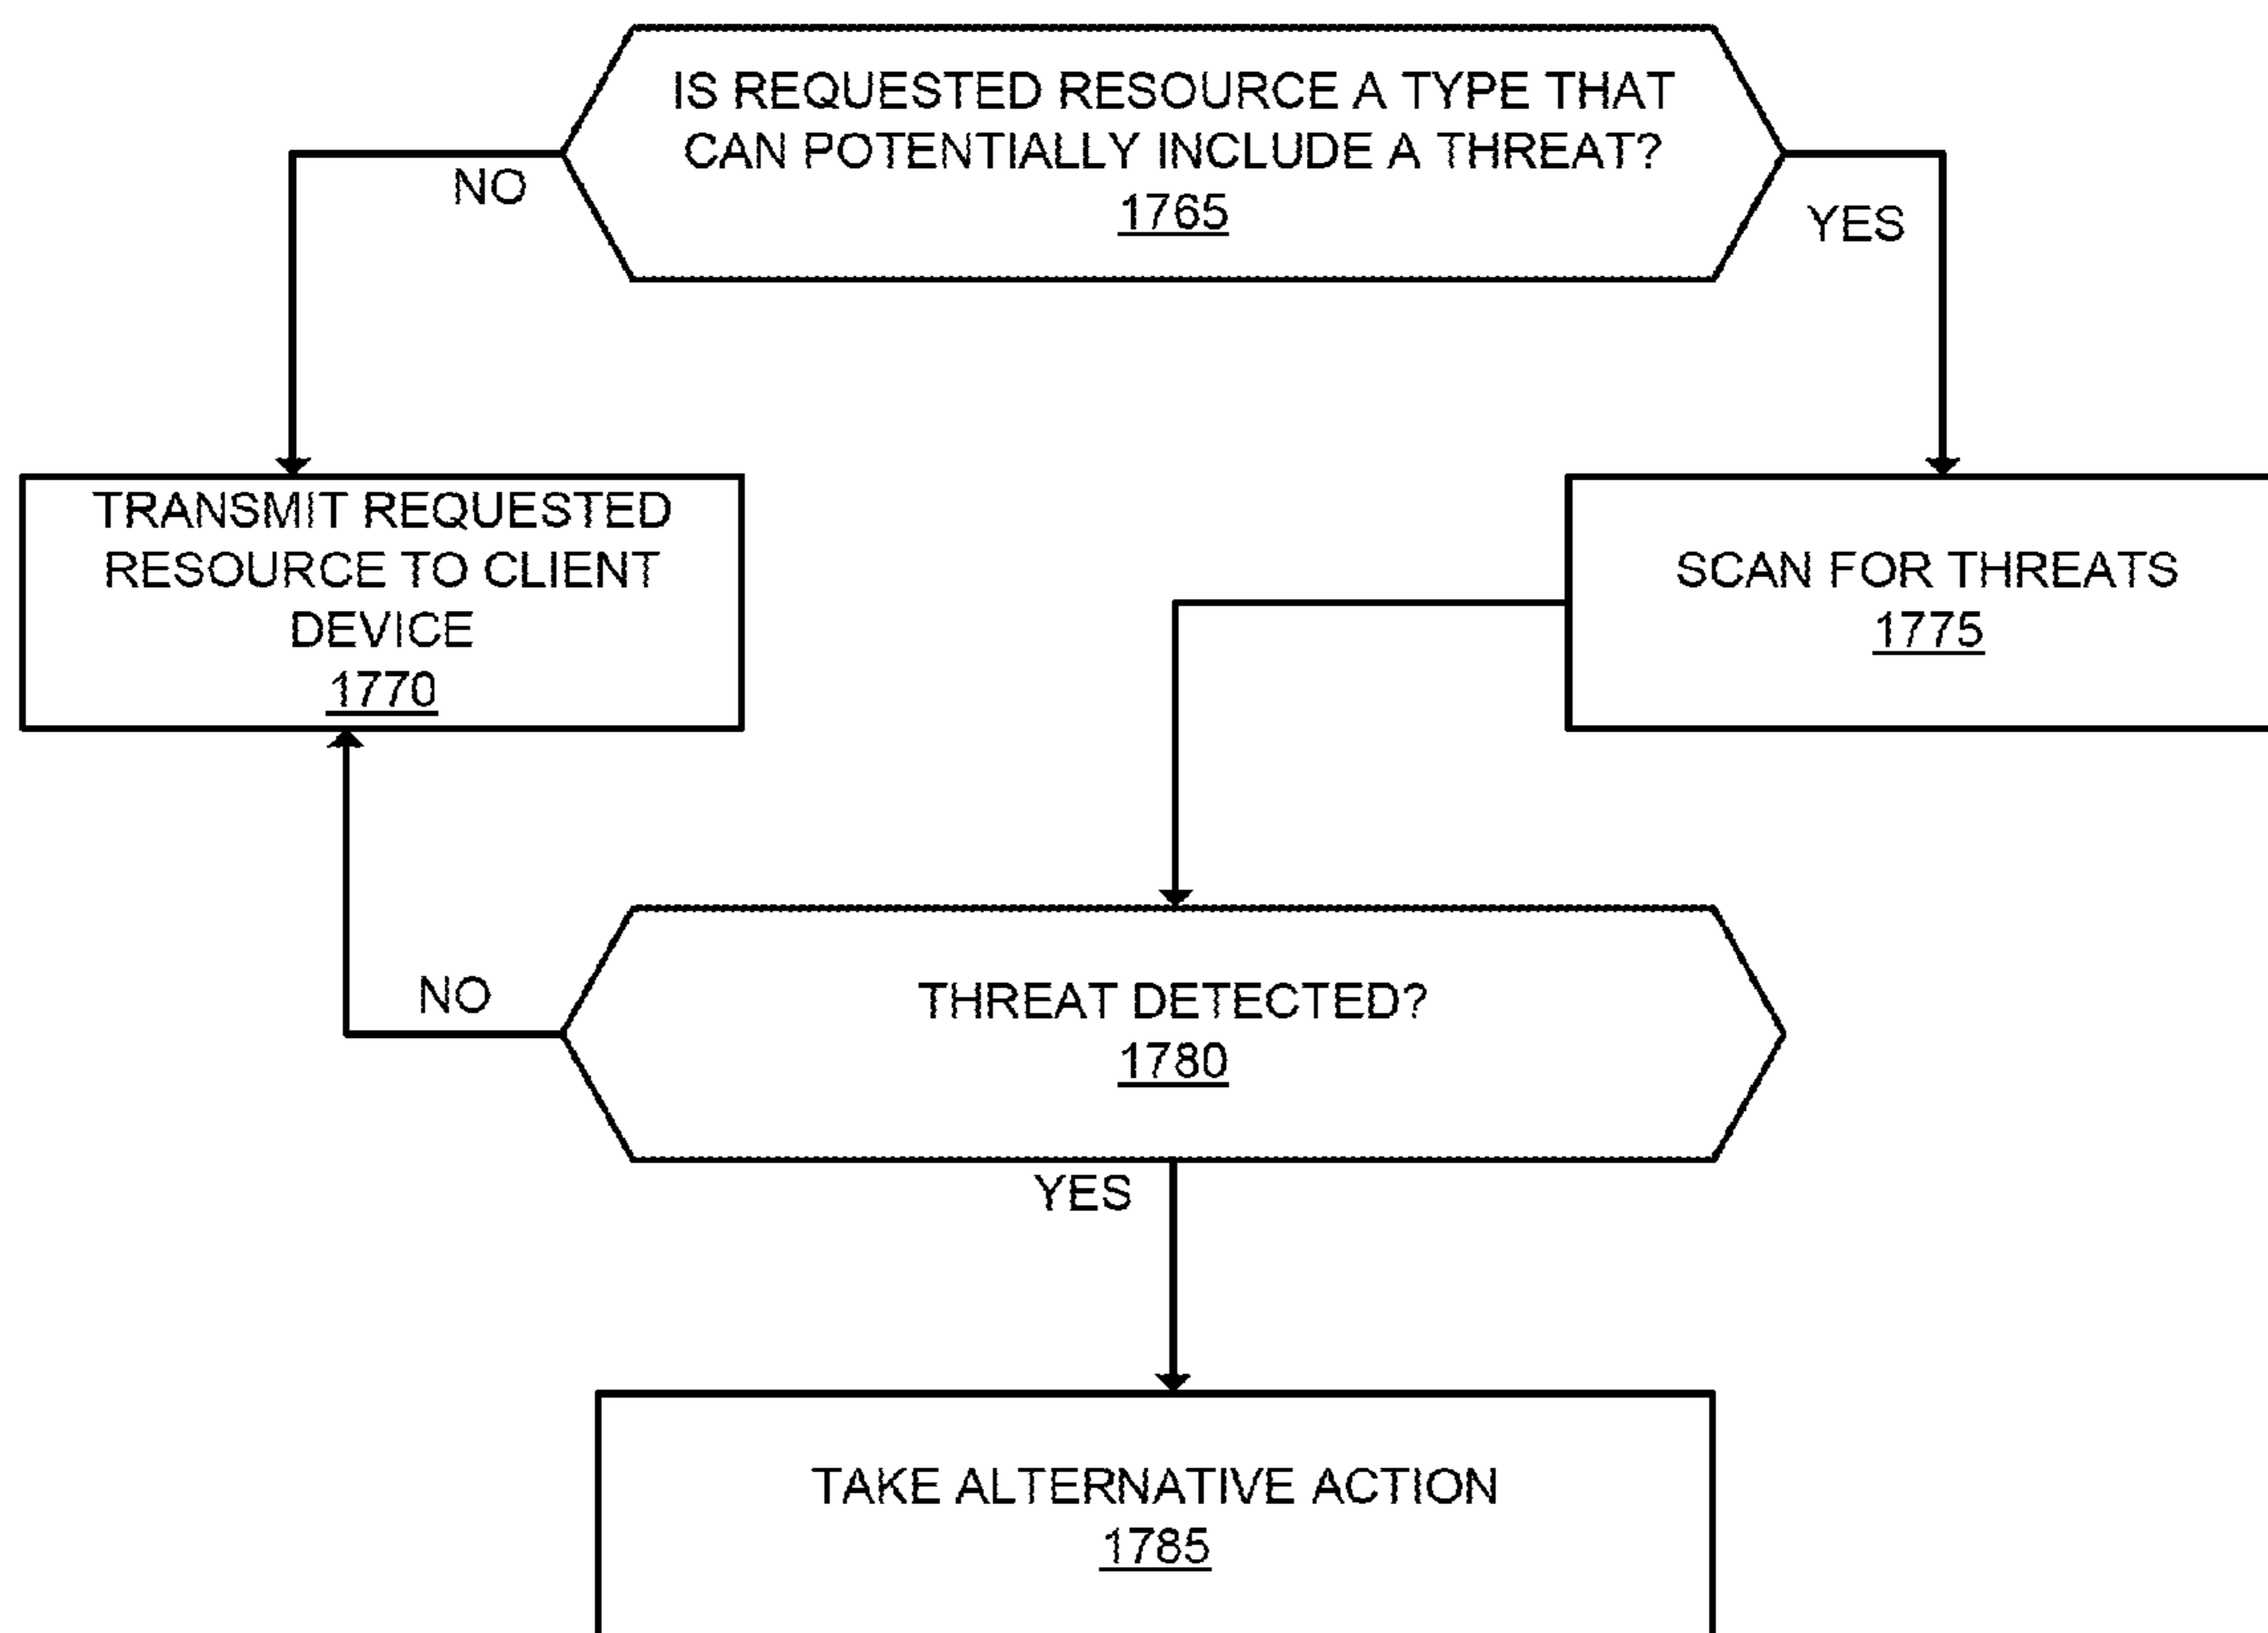 IS REQUESTED RESOURCE A TYPE THAT
CAN POTENTIALLY INCLUDE A THREAT?
1765
NO
YES
TRANSMIT REQUESTED
RESOURCE TO CLIENT
DEVICE
1770
SCAN FOR THREATS
1775
NO
THREAT DETECTED?
1780
YES
TAKE ALTERNATIVE ACTION
1785